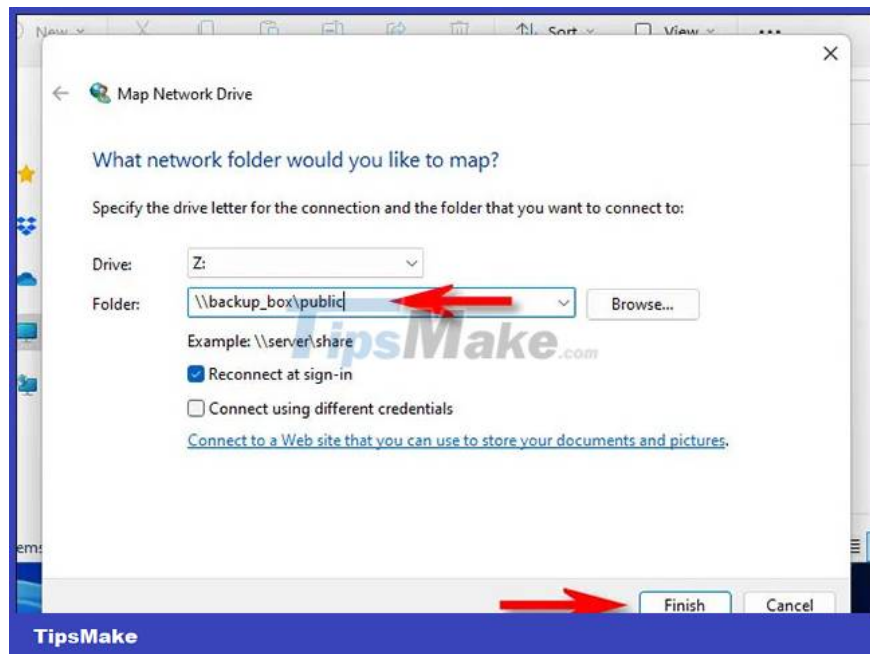 New Sort View ...
Map Network Drive
What network folder would you like to map?
Specify the drive letter for the connection and the folder that you want to connect to:
Drive: Z:
Folder: \\backup_box\public Browse...
TipsMake.com
Example: \\server\share
Reconnect at sign-in
Connect using different credentials
Connect to a Web site that you can use to store your documents and pictures.
ems
Finish Cancel
TipsMake